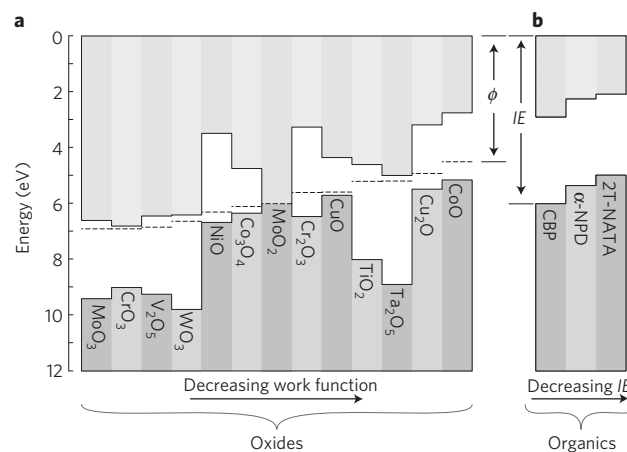 a
b
0
2
4
6
8
10
12
Energy (eV)
MoO3
CrO3
V2O5
WO3
NiO
Co3O4
MoO2
Cr2O3
CuO
TiO2
Ta2O5
Cu2O
CoO
ϕ
IE
CBP
α-NPD
2T-NATA
Decreasing work function
Decreasing IE
Oxides
Organics